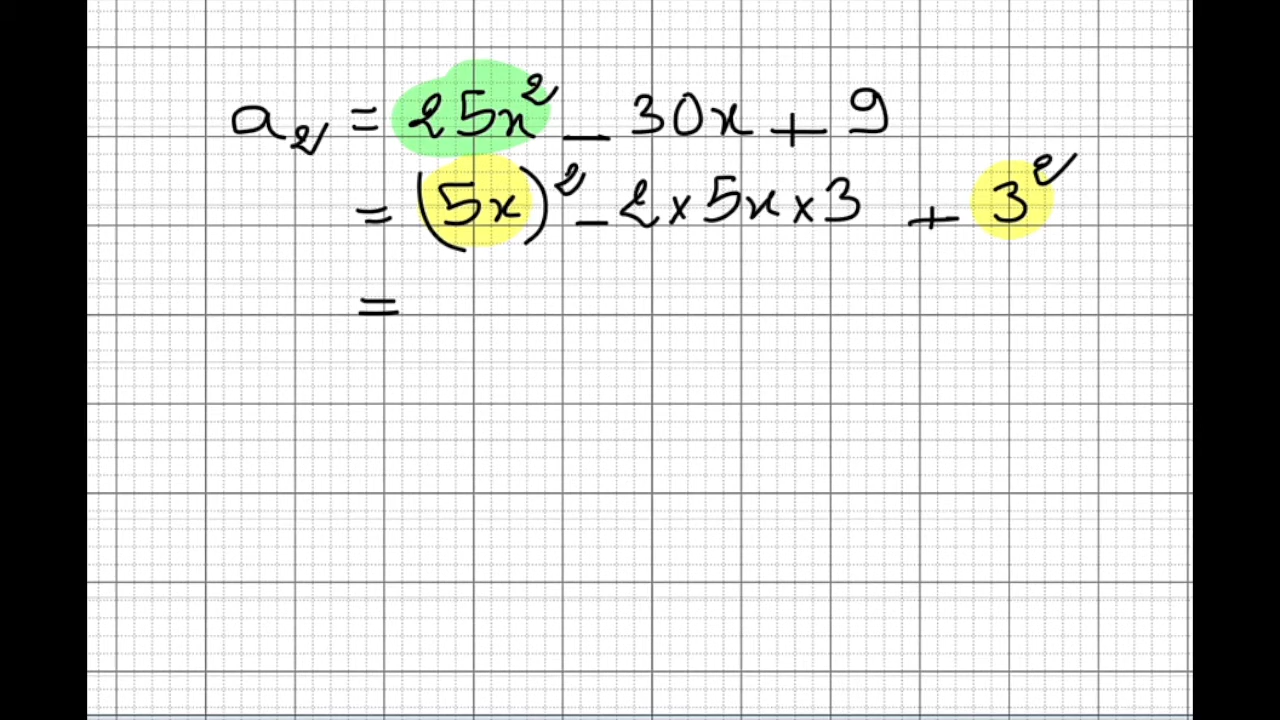 a₂ = 25x² - 30x + 9
= (5x)² - 2 × 5x × 3 + 3²
=